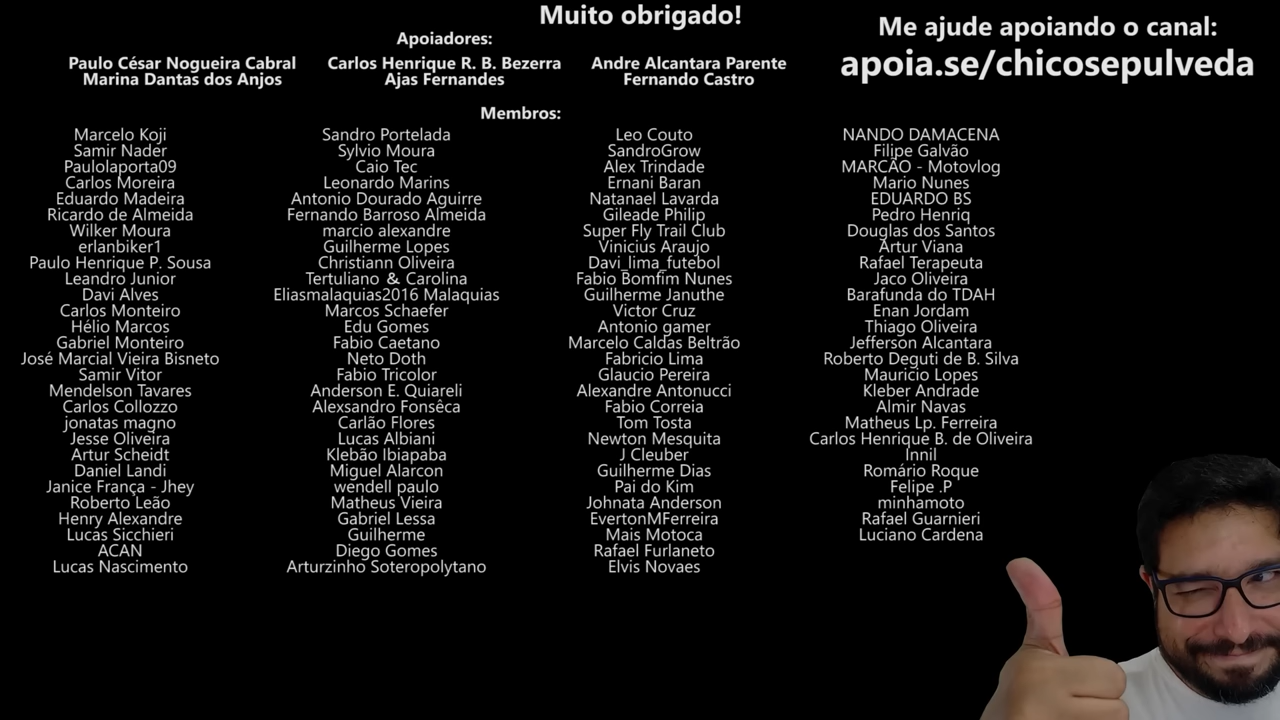 Muito obrigado!
Me ajude apoiando o canal:
apoia.se/chicosepulveda
Apoiadores:
Paulo César Nogueira Cabral
Marina Dantas dos Anjos
Carlos Henrique R. B. Bezerra
Ajas Fernandes
Andre Alcantara Parente
Fernando Castro
Membros:
Marcelo Koji
Samir Nader
Paulolaporta09
Carlos Moreira
Eduardo Madeira
Ricardo de Almeida
Wilker Moura
erlanbiker1
Paulo Henrique P. Sousa
Leandro Junior
Davi Alves
Carlos Monteiro
Hélio Marcos
Gabriel Monteiro
José Marcial Vieira Bisneto
Samir Vitor
Mendelson Tavares
Carlos Collozzo
jonatas magno
Jesse Oliveira
Artur Scheidt
Daniel Landi
Janice França - Jhey
Roberto Leão
Henry Alexandre
Lucas Sicchieri
ACAN
Lucas Nascimento
Sandro Portelada
Sylvio Moura
Caio Tec
Leonardo Marins
Antonio Dourado Aguirre
Fernando Barroso Almeida
marcio alexandre
Guilherme Lopes
Christiann Oliveira
Tertuliano & Carolina
Eliasmalaquias2016 Malaquias
Marcos Schaefer
Edu Gomes
Fabio Caetano
Neto Doth
Fabio Tricolor
Anderson E. Quiareli
Alexsandro Fonsêca
Carlão Flores
Lucas Albiani
Klebão Ibiapaba
Miguel Alarcon
wendell paulo
Matheus Vieira
Gabriel Lessa
Guilherme
Diego Gomes
Arturzinho Soteropolytano
Leo Couto
SandroGrow
Alex Trindade
Ernani Baran
Natanael Lavarda
Gileade Philip
Super Fly Trail Club
Vinicius Araujo
Davi_lima_futebol
Fabio Bomfim Nunes
Guilherme Januthe
Victor Cruz
Antonio gamer
Marcelo Caldas Beltrão
Fabricio Lima
Glaucio Pereira
Alexandre Antonucci
Fabio Correia
Tom Tosta
Newton Mesquita
J Cleuber
Guilherme Dias
Pai do Kim
Johnata Anderson
EvertonMFerreira
Mais Motoca
Rafael Furlaneto
Elvis Novaes
NANDO DAMACENA
Filipe Galvão
MARCÃO - Motovlog
Mario Nunes
EDUARDO BS
Pedro Henriq
Douglas dos Santos
Artur Viana
Rafael Terapeuta
Jaco Oliveira
Barafunda do TDAH
Enan Jordam
Thiago Oliveira
Jefferson Alcantara
Roberto Deguti de B. Silva
Mauricio Lopes
Kleber Andrade
Almir Navas
Matheus Lp. Ferreira
Carlos Henrique B. de Oliveira
Innil
Romário Roque
Felipe .P
minhamoto
Rafael Guarnieri
Luciano Cardena